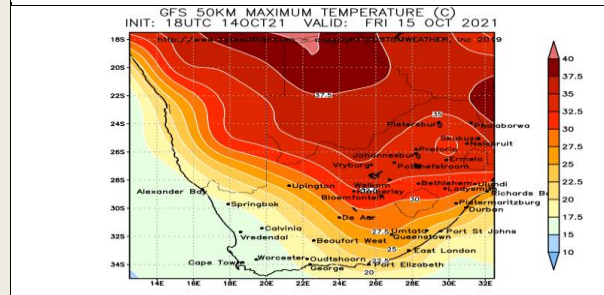 GFS 50KM MAXIMUM TEMPERATURE (C)
INIT: 18UTC 14OCT21 VALID: FRI 15 OCT 2021
18S
20S
22S
24S
26S
28S
30S
32S
34S
37.5
35
30
27.5
25
22.5
20
Pietersburg
Phalaborwa
Skukuza
Nelspruit
Pretoria
Johannesburg
Ermelo
Vryburg
Potchefstroom
Welkom
Bethlehem
Ulundi
Alexander Bay
Upington
Kimberley
Ladysmith
Richards B
Bloemfontein
Springbok
Pietermaritzburg
Durban
De Aar
Calvinia
Umtata
Port St Johns
Vredendal
Queenstown
Beaufort West
East London
Worcester
Oudtshoorn
Cape Town
George
Port Elizabeth
14E
16E
18E
20E
22E
24E
26E
28E
30E
32E
40
37.5
35
32.5
30
27.5
25
22.5
20
17.5
15
10